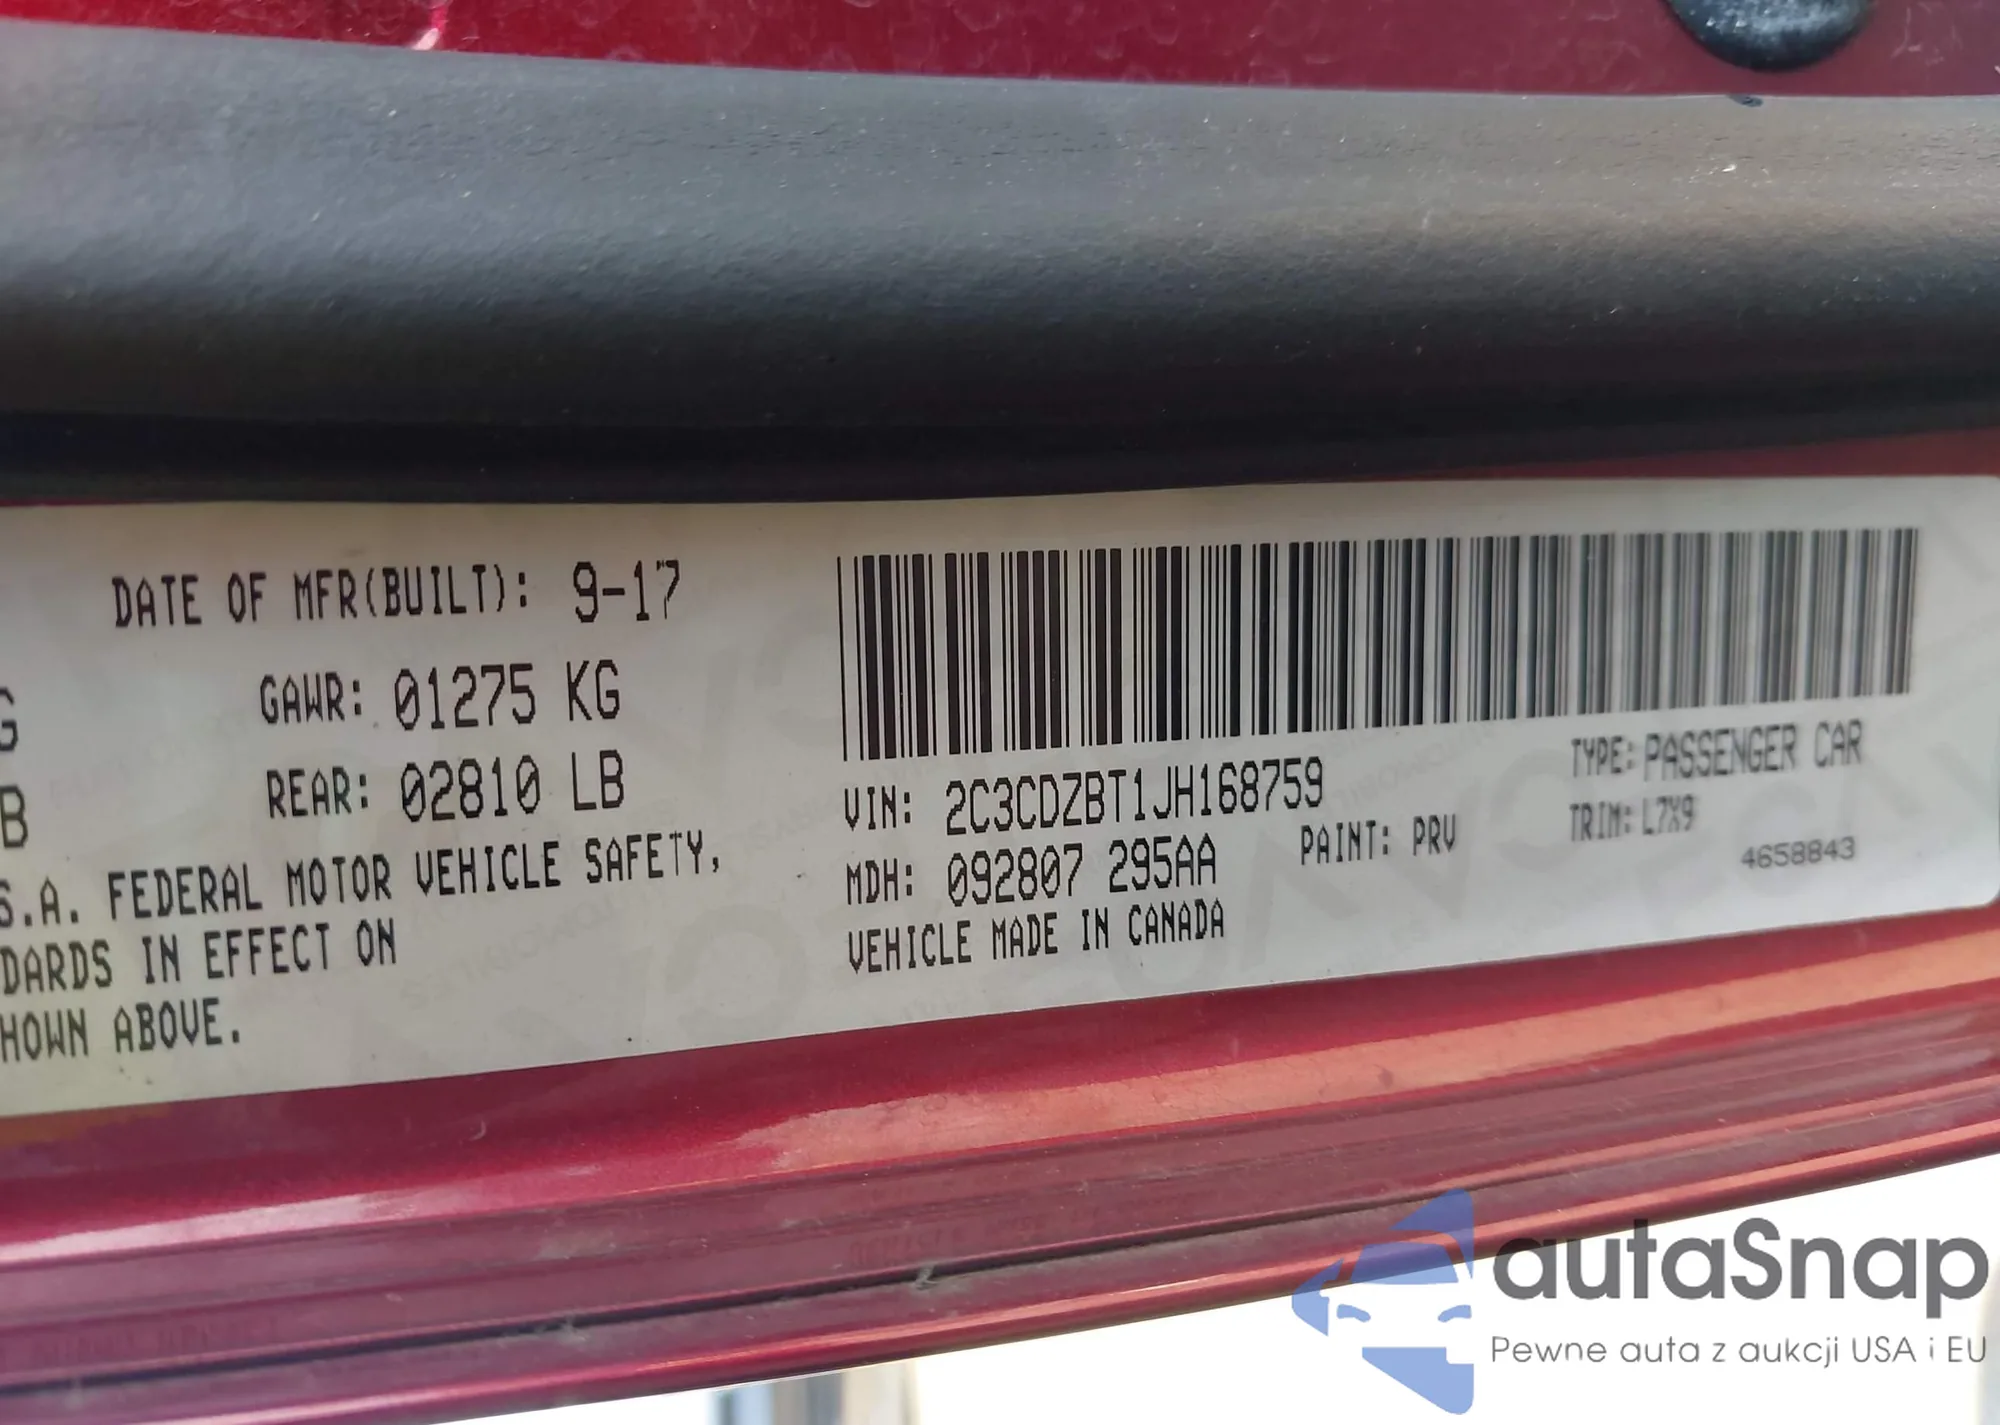 DATE OF MFR(BUILT): 9-17
G GAWR: 01275 KG
B REAR: 02810 LB
S.A. FEDERAL MOTOR VEHICLE SAFETY,
DARDS IN EFFECT ON
HOWN ABOVE.
VIN: 2C3CDZBT1JH168759
TYPE: PASSENGER CAR
MDH: 092807 295AA PAINT: PRV TRIM: L7X9
VEHICLE MADE IN CANADA
4658843
autaSnap
Pewne auta z aukcji USA i EU